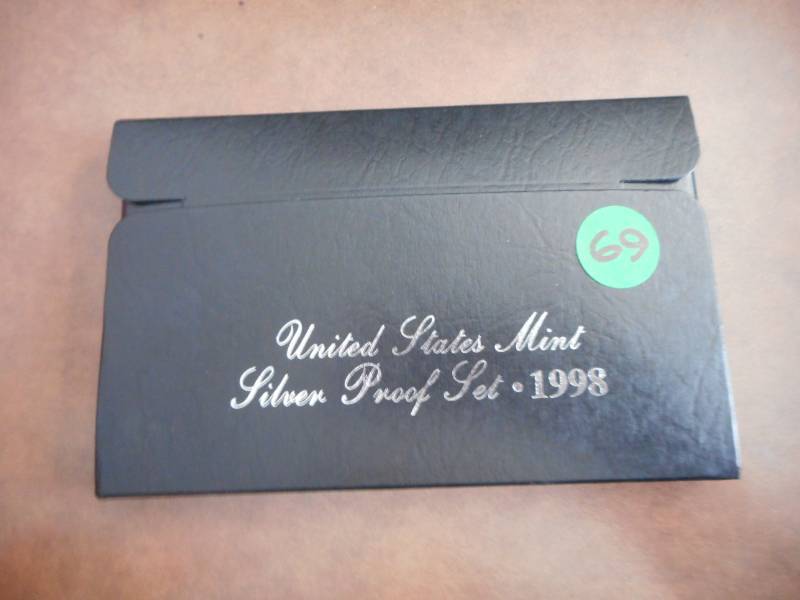 69
United States Mint
Silver Proof Set • 1998